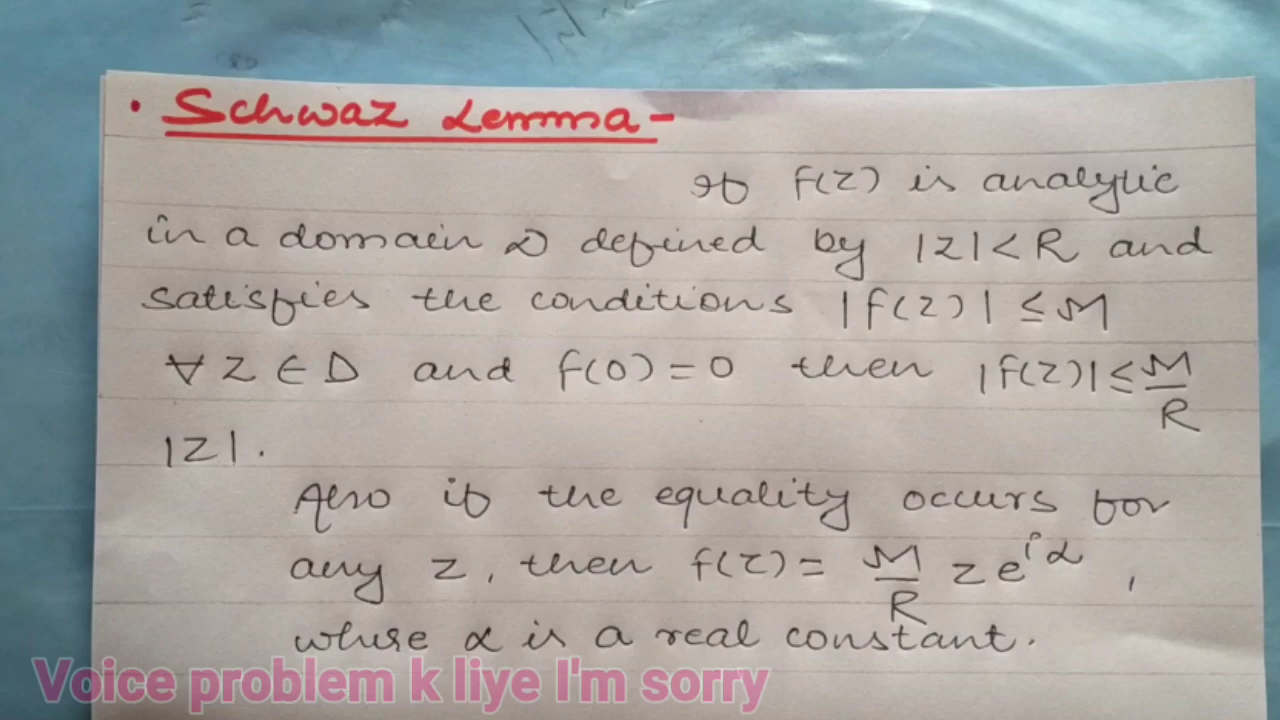 • Schwaz Lemma -
If f(z) is analytic
in a domain D defined by |z|<R and
satisfies the conditions |f(z)| ≤ M
∀ z ∈ D and f(0)=0 then |f(z)| ≤ M/R
|z|.
Also if the equality occurs for
any z, then f(z) = M/R z e^{iα},
where α is a real constant.
Voice problem k liye I'm sorry